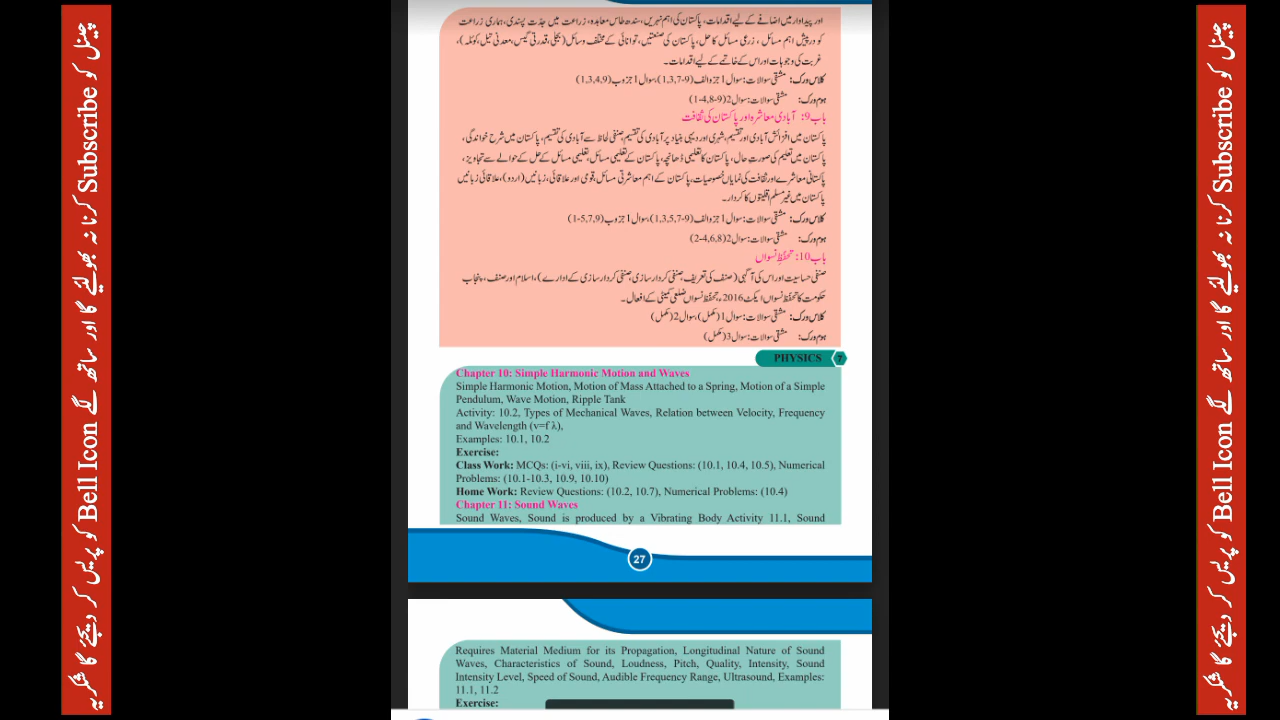 چینل کو Subscribe کرنا نہ بھولئے گا اور ساتھ لگے Bell Icon کو پریس کر دیجئے گا شکریہ
اور پیداوار میں اضافے کے لیے اقدامات، پاکستان کی اہم نہریں، سندھ طاس معاہدہ، زراعت میں جدّت پسندی، ہماری زراعت
کو درپیش اہم مسائل، زرعی مسائل کا حل، پاکستان کی صنعتیں، توانائی کے مختلف وسائل (بجلی، قدرتی گیس، معدنی تیل، کوئلہ)،
غربت کی وجوہات اور اس کے خاتمے کے لیے اقدامات۔
کلاس ورک: مشقی سوالات: سوال 1 جزو الف (1,3,7-9)، سوال 1 جزو ب (1,3,4,9)
ہوم ورک: مشقی سوالات: سوال 2 (1-4,8-9)
باب 9: آبادی معاشرہ اور پاکستان کی ثقافت
پاکستان میں افزائش آبادی اور تقسیم، شہری اور دیہی بنیاد پر آبادی کی تقسیم، صنفی لحاظ سے آبادی کی تقسیم، پاکستان میں شرح خواندگی،
پاکستان میں تعلیم کی صورتِ حال، پاکستان کا تعلیمی ڈھانچہ، پاکستان کے تعلیمی مسائل، تعلیمی مسائل کے حل کے حوالے سے تجاویز،
پاکستانی معاشرے اور ثقافت کی نمایاں خصوصیات، پاکستان کے اہم معاشرتی مسائل، قومی اور علاقائی زبانیں (اردو)، علاقائی زبانیں
پاکستان میں غیر مسلم اقلیتوں کا کردار۔
کلاس ورک: مشقی سوالات: سوال 1 جزو الف (1,3,5,7-9)، سوال 1 جزو ب (1-5,7,9)
ہوم ورک: مشقی سوالات: سوال 2 (2-4,6,8)
باب 10: تحفّظِ نسواں
صنفی حساسیت اور اس کی آگہی (صنف کی تعریف، صنفی کردار سازی، صنفی کردار سازی کے ادارے)، اسلام اور صنف، پنجاب
حکومت کا تحفظ نسواں ایکٹ 2016ء، تحفظ نسواں ضلعی کمیٹی کے افعال۔
کلاس ورک: مشقی سوالات: سوال 1 (مکمل)، سوال 2 (مکمل)
ہوم ورک: مشقی سوالات: سوال 3 (مکمل)
PHYSICS 7
Chapter 10: Simple Harmonic Motion and Waves
Simple Harmonic Motion, Motion of Mass Attached to a Spring, Motion of a Simple
Pendulum, Wave Motion, Ripple Tank
Activity: 10.2, Types of Mechanical Waves, Relation between Velocity, Frequency
and Wavelength (v=f λ),
Examples: 10.1, 10.2
Exercise:
Class Work: MCQs: (i-vi, viii, ix), Review Questions: (10.1, 10.4, 10.5), Numerical
Problems: (10.1-10.3, 10.9, 10.10)
Home Work: Review Questions: (10.2, 10.7), Numerical Problems: (10.4)
Chapter 11: Sound Waves
Sound Waves, Sound is produced by a Vibrating Body Activity 11.1, Sound
27
Requires Material Medium for its Propagation, Longitudinal Nature of Sound
Waves, Characteristics of Sound, Loudness, Pitch, Quality, Intensity, Sound
Intensity Level, Speed of Sound, Audible Frequency Range, Ultrasound, Examples:
11.1, 11.2
Exercise:
چینل کو Subscribe کرنا نہ بھولئے گا اور ساتھ لگے Bell Icon کو پریس کر دیجئے گا شکریہ